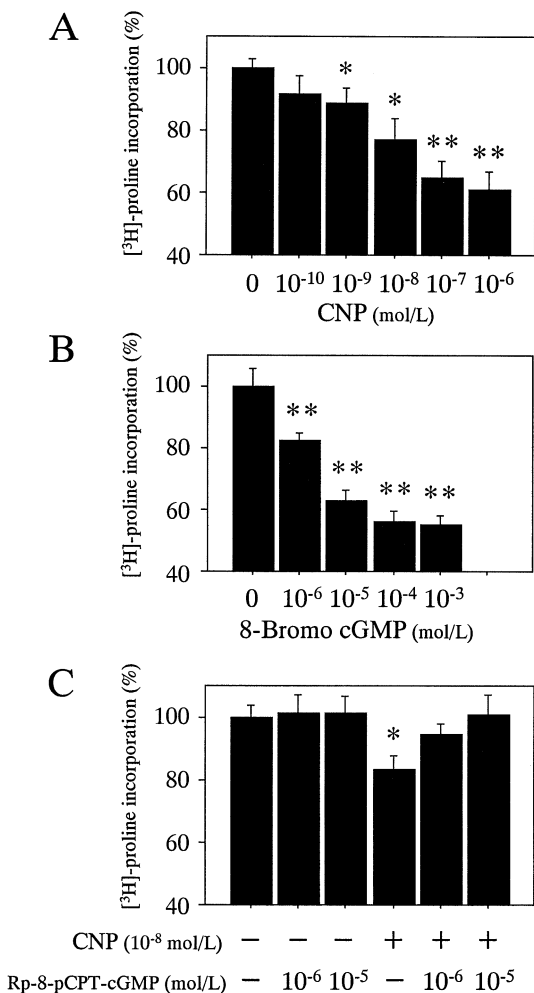 A
[³H]-proline incorporation (%)
100
80
60
40
*
*
**
**
0 10⁻¹⁰ 10⁻⁹ 10⁻⁸ 10⁻⁷ 10⁻⁶
CNP (mol/L)
B
[³H]-proline incorporation (%)
100
80
60
40
**
**
**
**
0 10⁻⁶ 10⁻⁵ 10⁻⁴ 10⁻³
8-Bromo cGMP (mol/L)
C
[³H]-proline incorporation (%)
100
80
60
40
*
CNP (10⁻⁸ mol/L) − − − + + +
Rp-8-pCPT-cGMP (mol/L) − 10⁻⁶ 10⁻⁵ − 10⁻⁶ 10⁻⁵